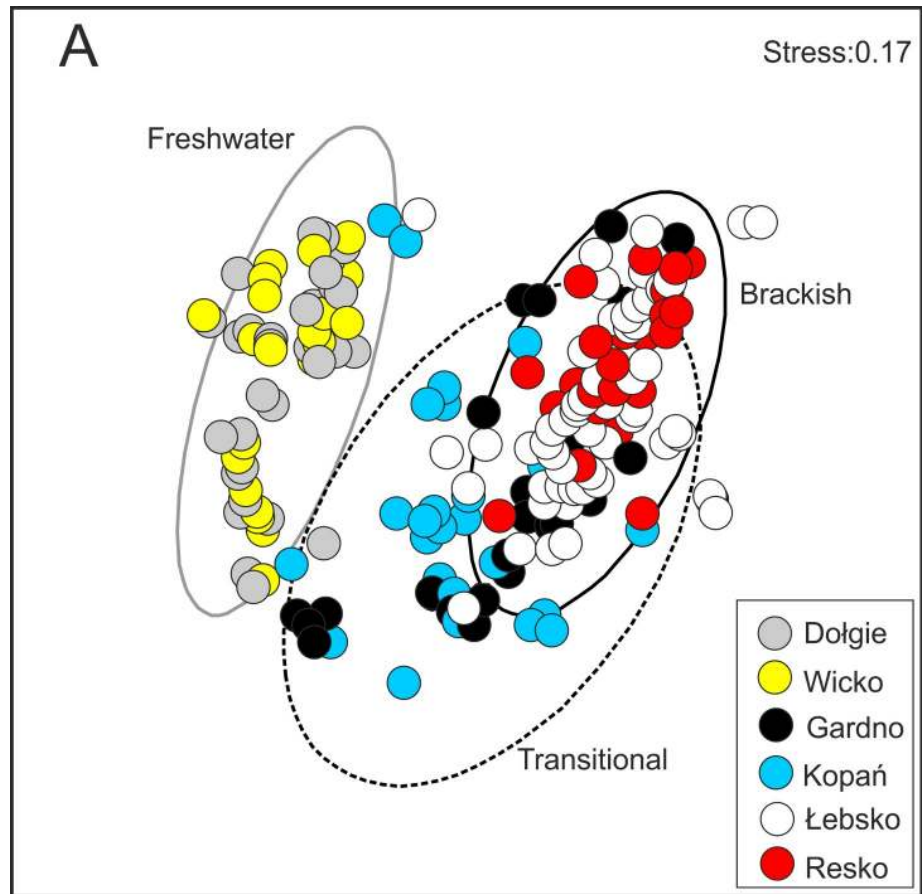 A
Stress:0.17
Freshwater
Brackish
Transitional
Dołgie
Wicko
Gardno
Kopań
Łebsko
Resko